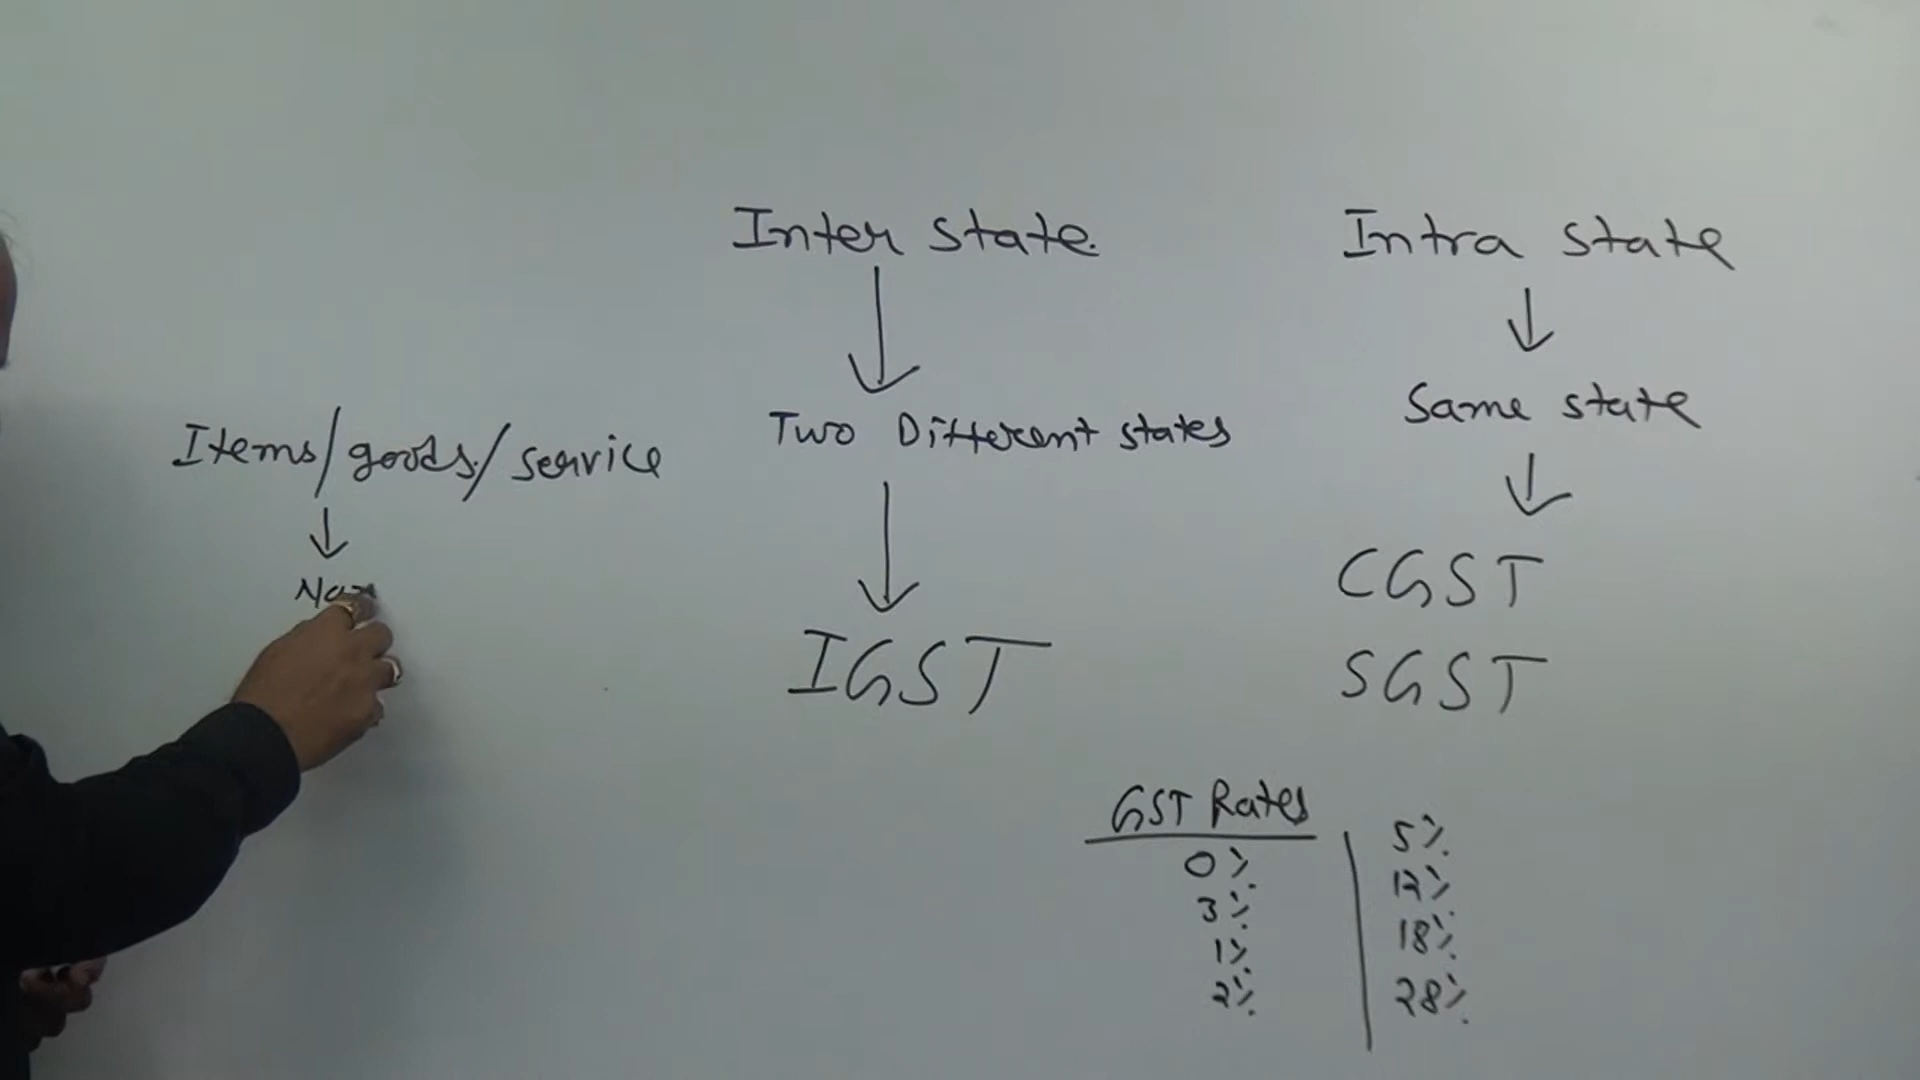 Inter state.
Intra state
Two Different states
Same state
Items/goods/service
IGST
CGST
SGST
GST Rates
0%
3%
1%
2%
5%
12%
18%
28%